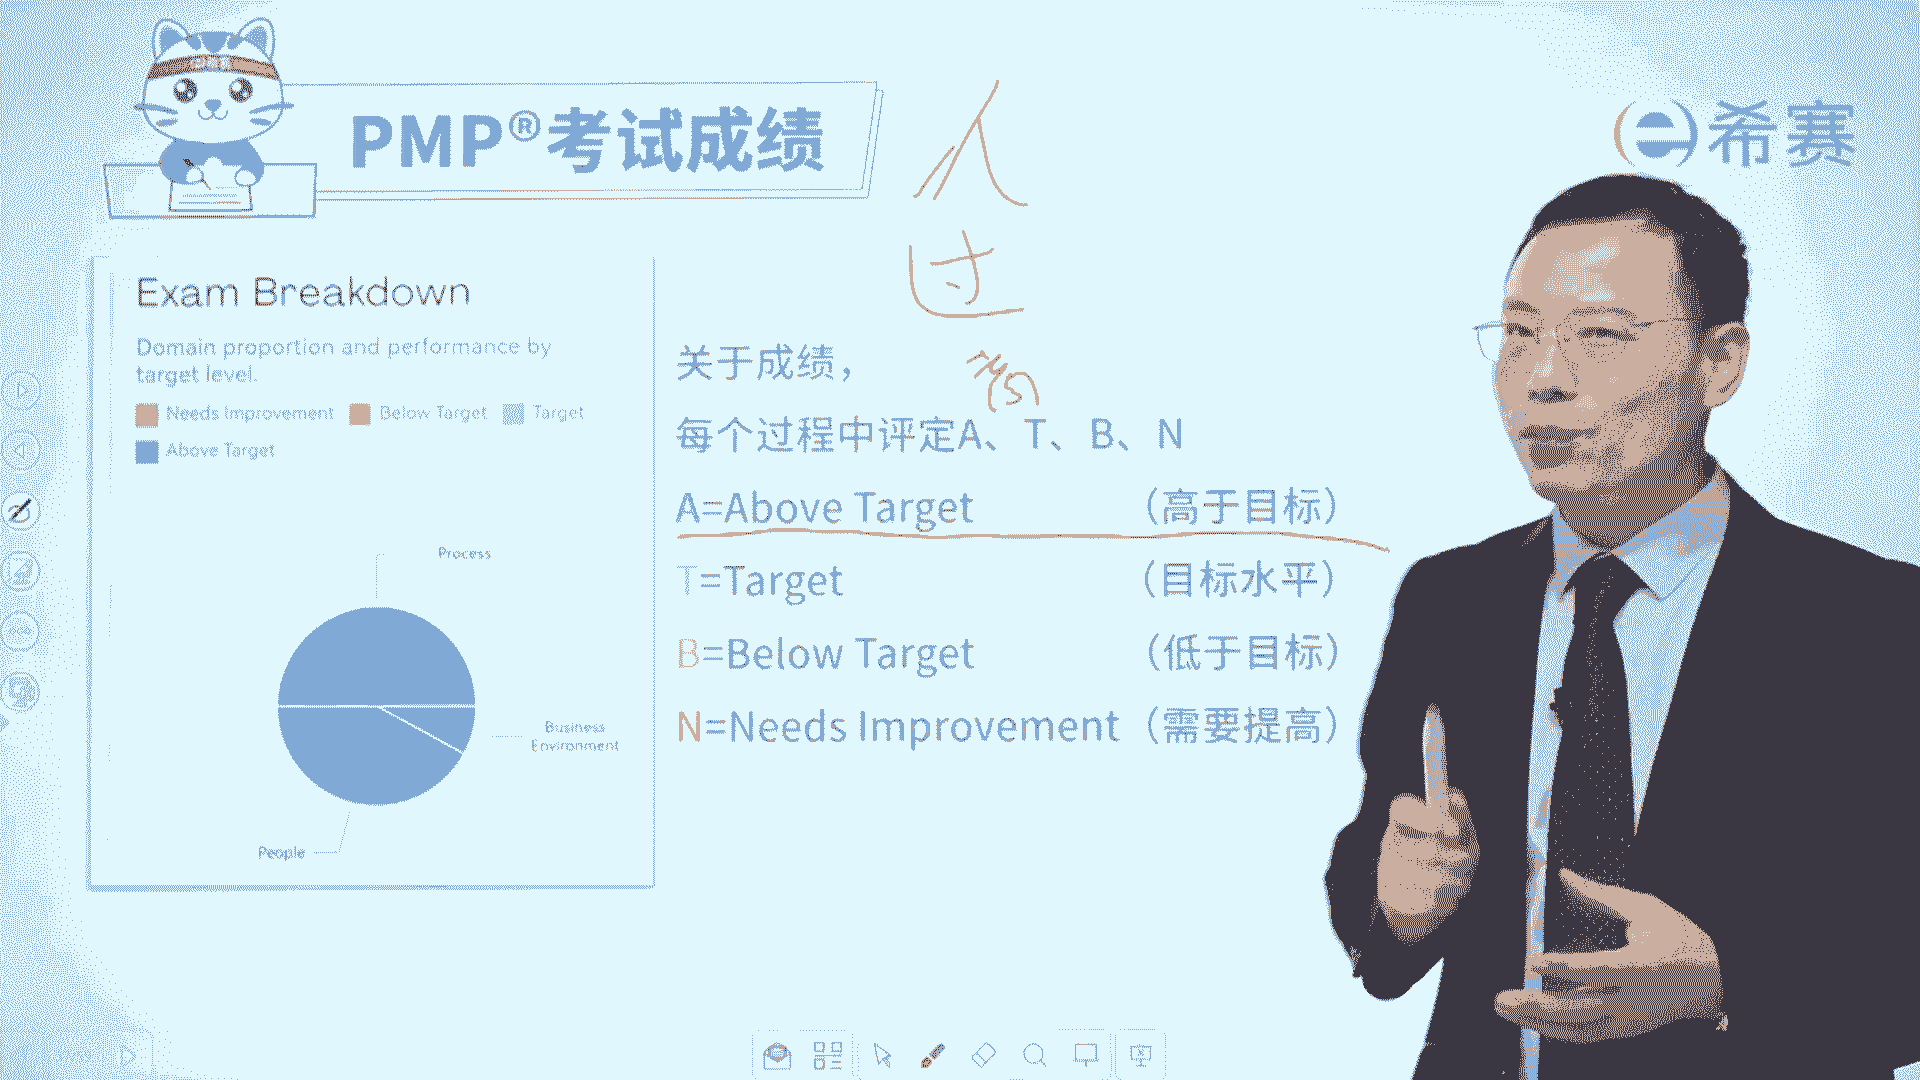 PMP®考试成绩
希赛
人
过
Exam Breakdown
Domain proportion and performance by
target level.
Needs Improvement Below Target Target
Above Target
Process
Business
Environment
People
关于成绩，
每个过程中评定A、T、B、N
A=Above Target （高于目标）
T=Target （目标水平）
B=Below Target （低于目标）
N=Needs Improvement（需要提高）